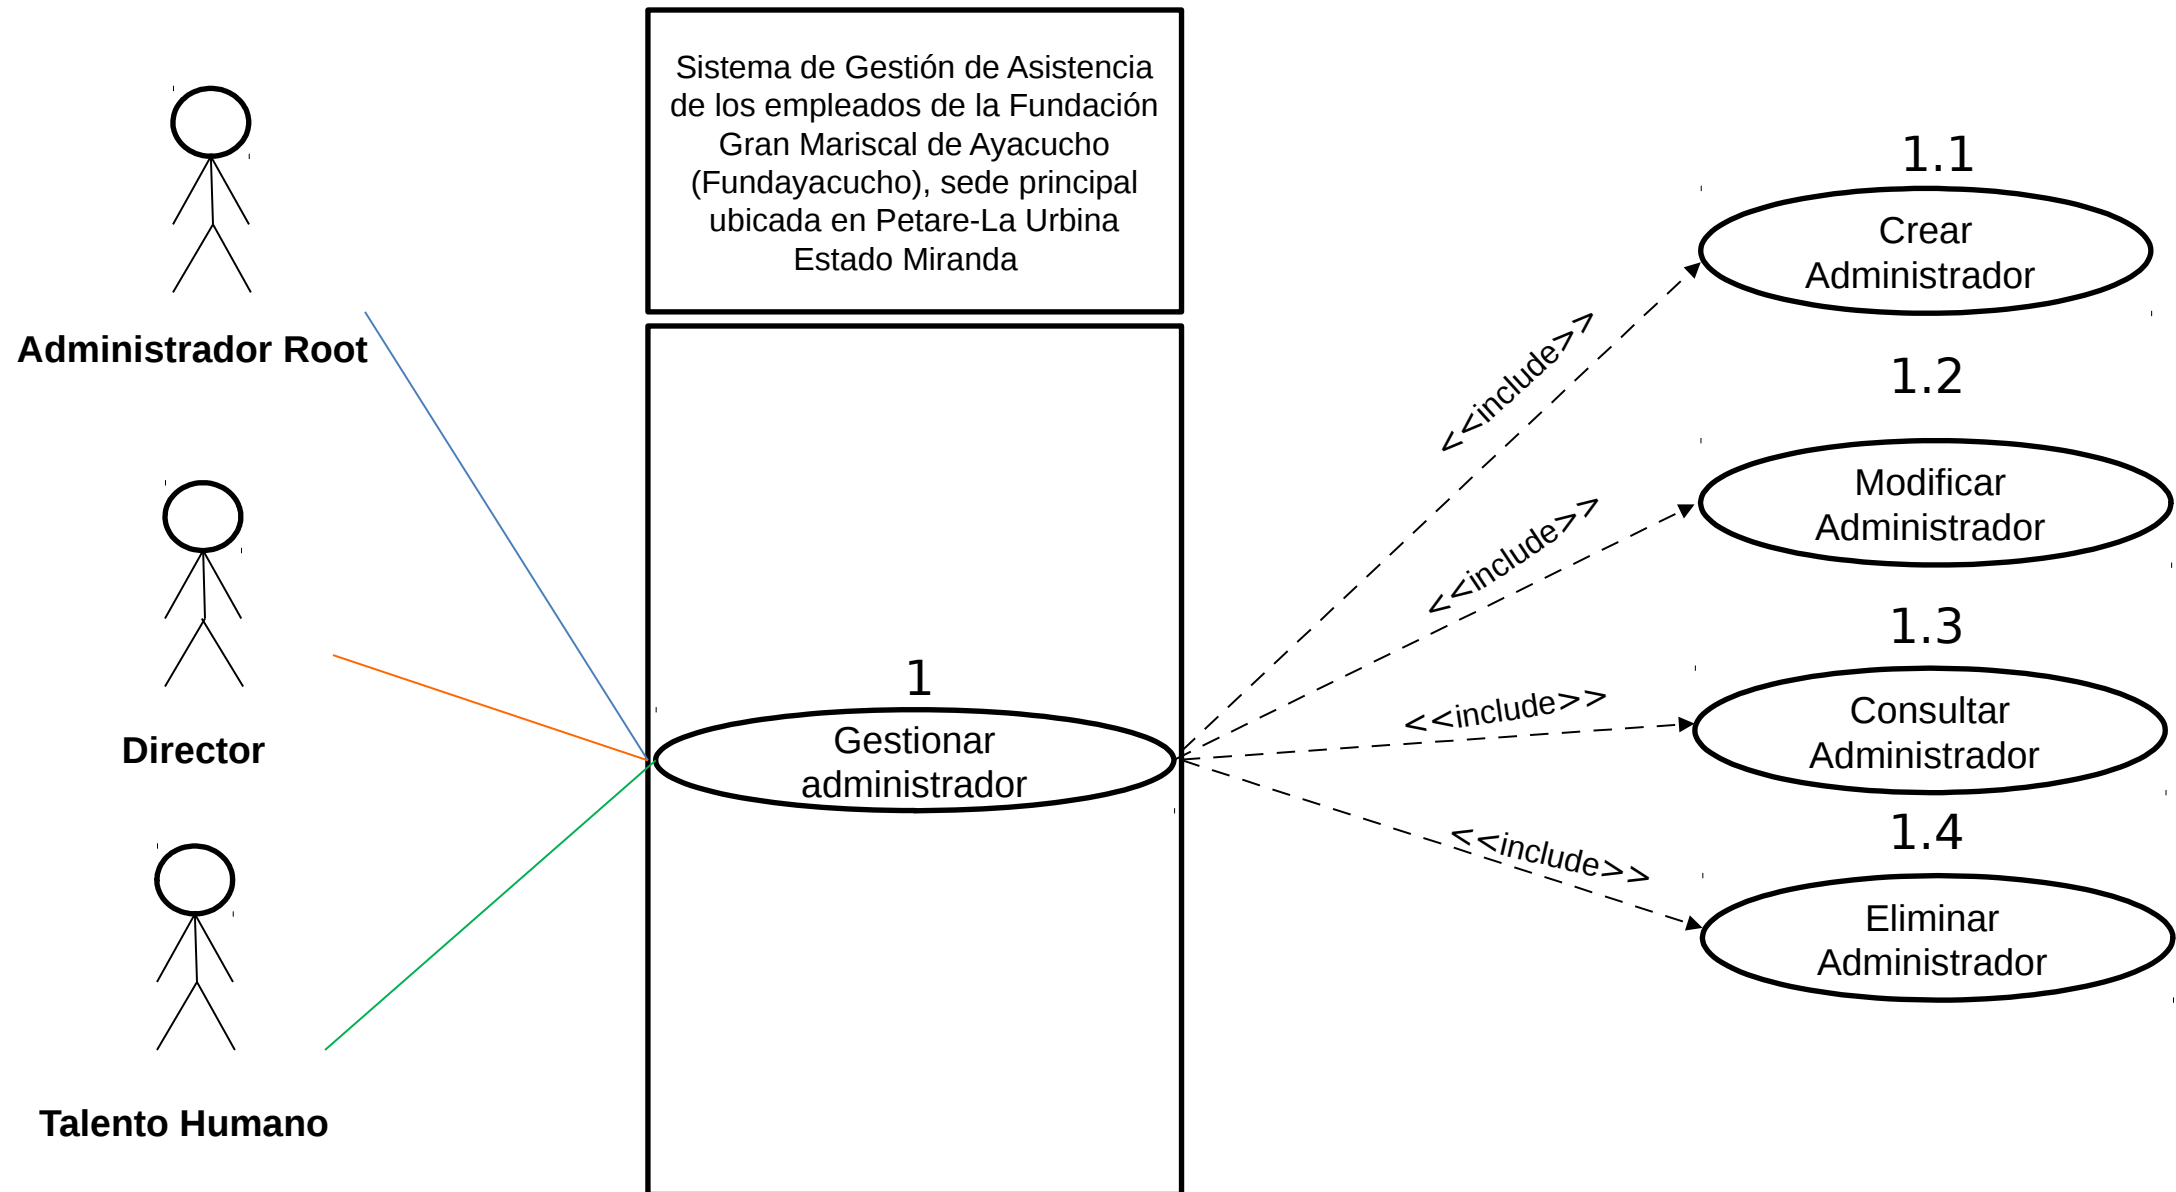 Sistema de Gestión de Asistencia
de los empleados de la Fundación
Gran Mariscal de Ayacucho
(Fundayacucho), sede principal
ubicada en Petare-La Urbina
Estado Miranda
Administrador Root
Director
Talento Humano
1
Gestionar
administrador
<<include>>
<<include>>
<<include>>
<<include>>
1.1
Crear
Administrador
1.2
Modificar
Administrador
1.3
Consultar
Administrador
1.4
Eliminar
Administrador